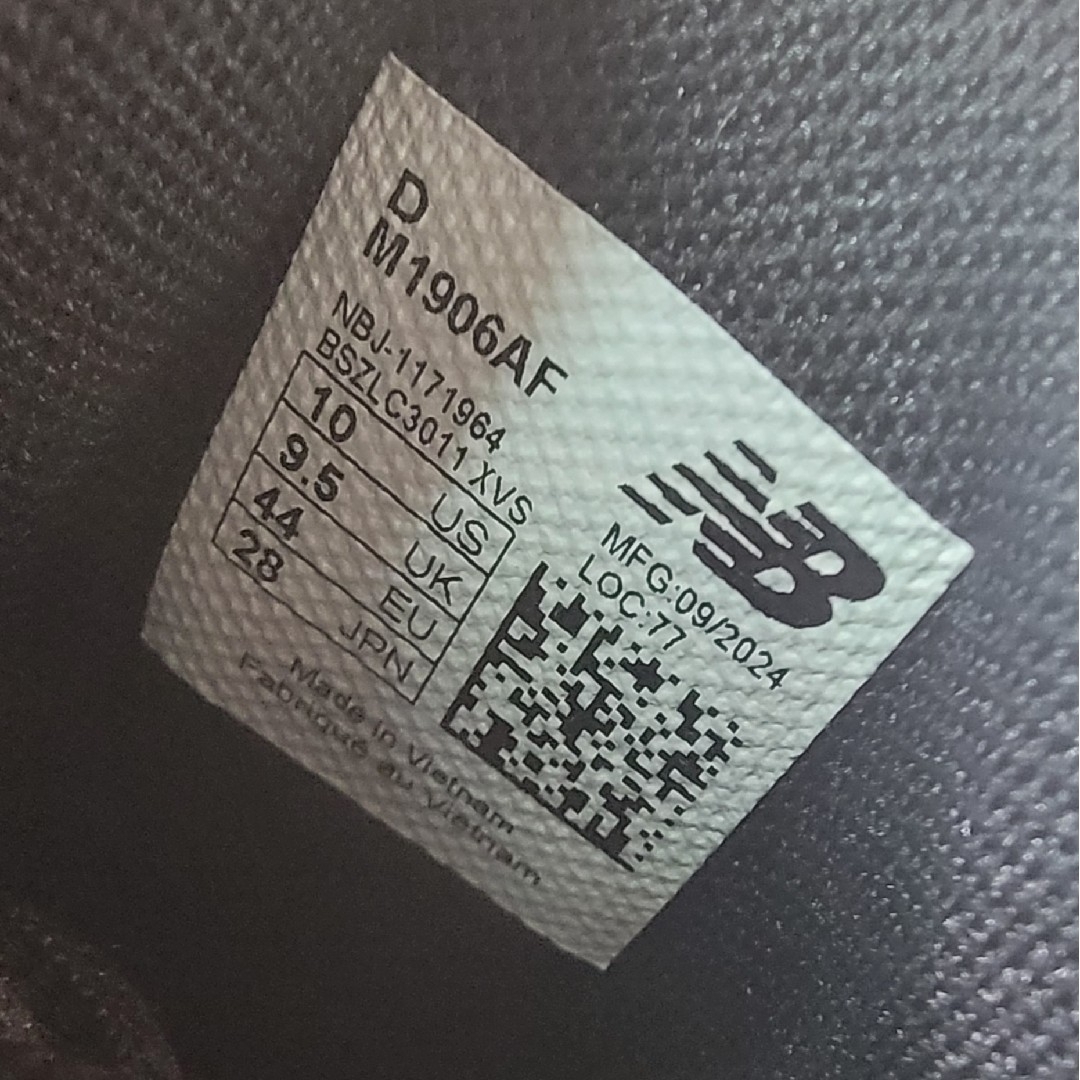 D
M1906AF
NBJ-1171964
BSZLC3011 XVS
10 US
9.5 UK
44 EU
28 JPN
NB
MFG:09/2024
LOC:77
Made in Vietnam
Fabriqué au Vietnam